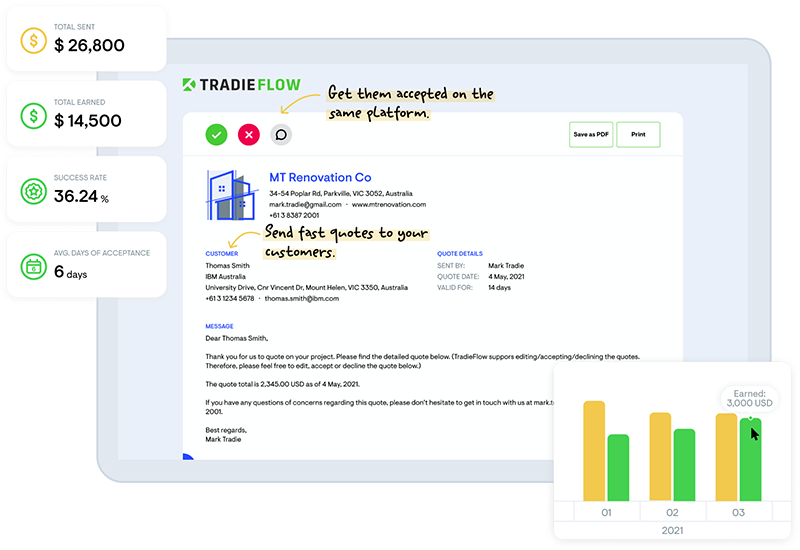 TOTAL SENT
$ 26,800
TOTAL EARNED
$ 14,500
SUCCESS RATE
36.24 %
AVG. DAYS OF ACCEPTANCE
6 days
TRADIEFLOW
Get them accepted on the
same platform.
Save as PDF
Print
MT Renovation Co
34-54 Poplar Rd, Parkville, VIC 3052, Australia
mark.tradie@gmail.com · www.mtrenovation.com
+61 3 8387 2001
Send fast quotes to your
customers.
CUSTOMER
Thomas Smith
IBM Australia
University Drive, Cnr Vincent Dr, Mount Helen, VIC 3350, Australia
+61 3 1234 5678 · thomas.smith@ibm.com
QUOTE DETAILS
SENT BY: Mark Tradie
QUOTE DATE: 4 May, 2021
VALID FOR: 14 days
MESSAGE
Dear Thomas Smith,
Thank you for us to quote on your project. Please find the detailed quote below. (TradieFlow suppors editing/accepting/declining the quotes.
Therefore, please feel free to edit, accept or decline the quote below.)
The quote total is 2,345.00 USD as of 4 May, 2021.
If you have any questions of concerns regarding this quote, please don't hesitate to get in touch with us at mark.t
2001.
Best regards,
Mark Tradie
Earned:
3,000 USD
01 02 03
2021